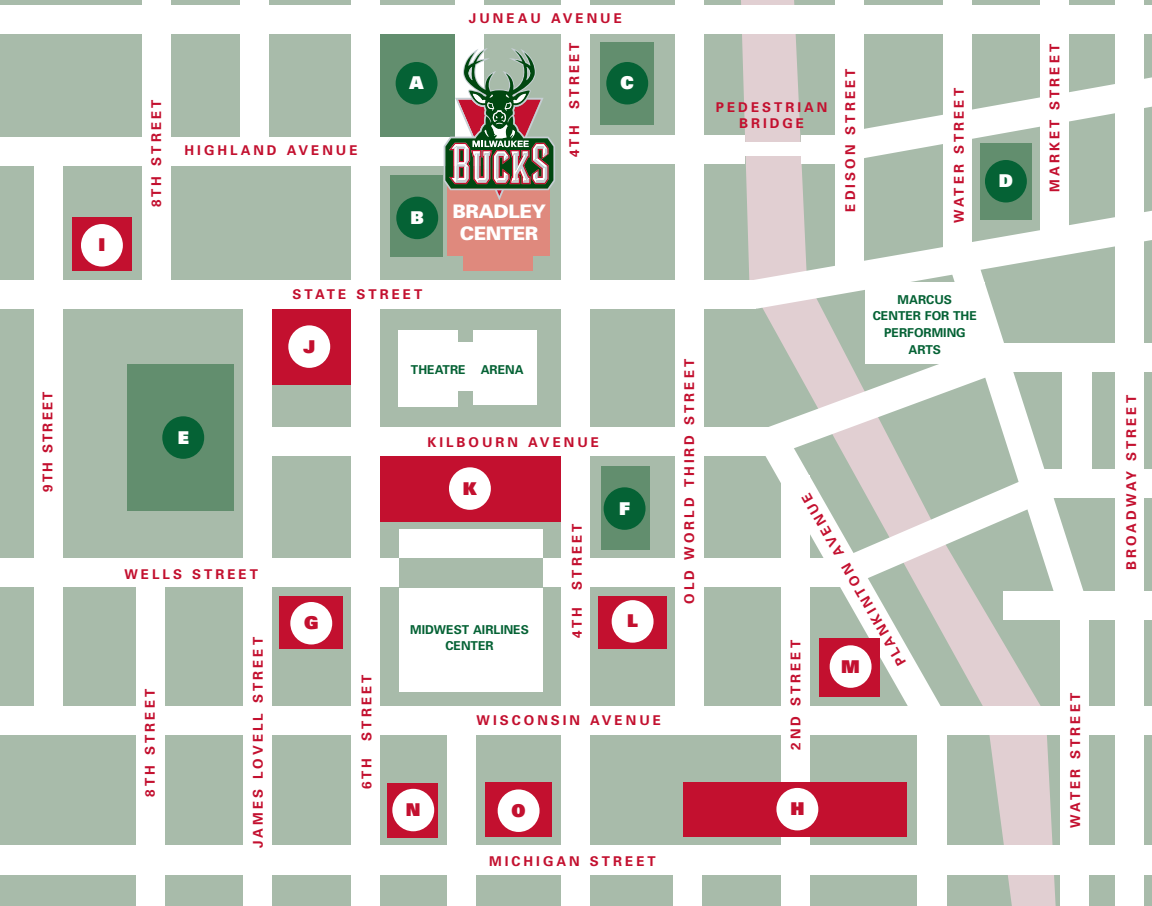 JUNEAU AVENUE
A
C
4TH STREET
MILWAUKEE
BUCKS
PEDESTRIAN
BRIDGE
EDISON STREET
WATER STREET
MARKET STREET
8TH STREET
HIGHLAND AVENUE
D
B
BRADLEY
CENTER
I
STATE STREET
MARCUS
CENTER FOR THE
PERFORMING
ARTS
J
THEATRE
ARENA
E
9TH STREET
KILBOURN AVENUE
OLD WORLD THIRD STREET
BROADWAY STREET
K
F
4TH STREET
PLANKINTON AVENUE
WELLS STREET
G
MIDWEST AIRLINES
CENTER
L
M
8TH STREET
JAMES LOVELL STREET
6TH STREET
2ND STREET
WATER STREET
WISCONSIN AVENUE
N
O
H
MICHIGAN STREET